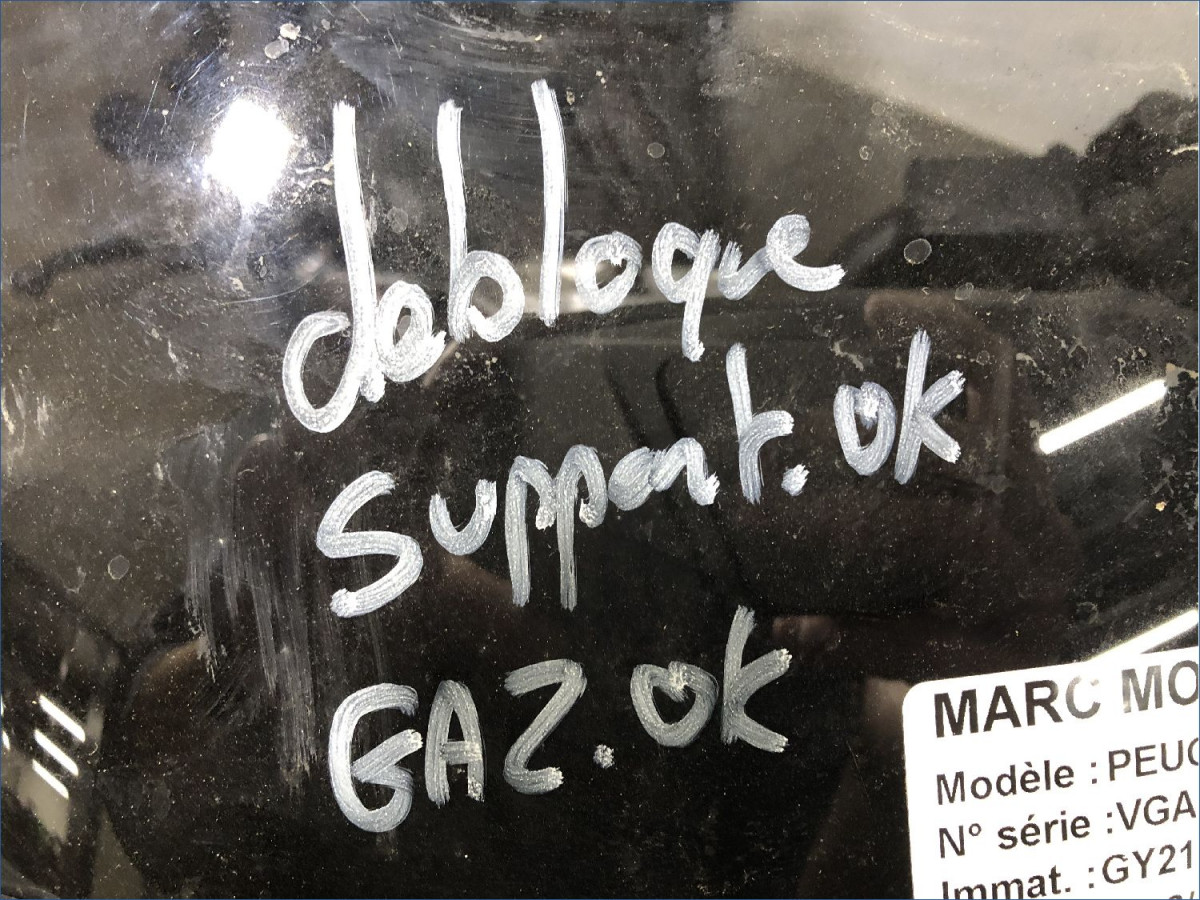 debloque
support.OK
GAZ.OK
MARC MO
Modèle : PEUG
N° série : VGA
Immat. : GY21